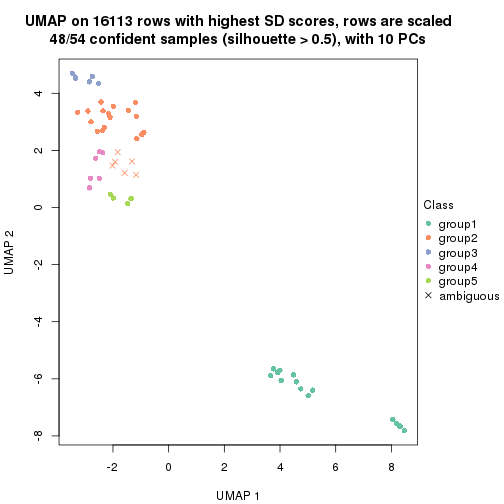 UMAP on 16113 rows with highest SD scores, rows are scaled
48/54 confident samples (silhouette > 0.5), with 10 PCs
4
2
0
-2
-4
-6
-8
UMAP 2
-2
0
2
4
6
8
UMAP 1
Class
group1
group2
group3
group4
group5
ambiguous